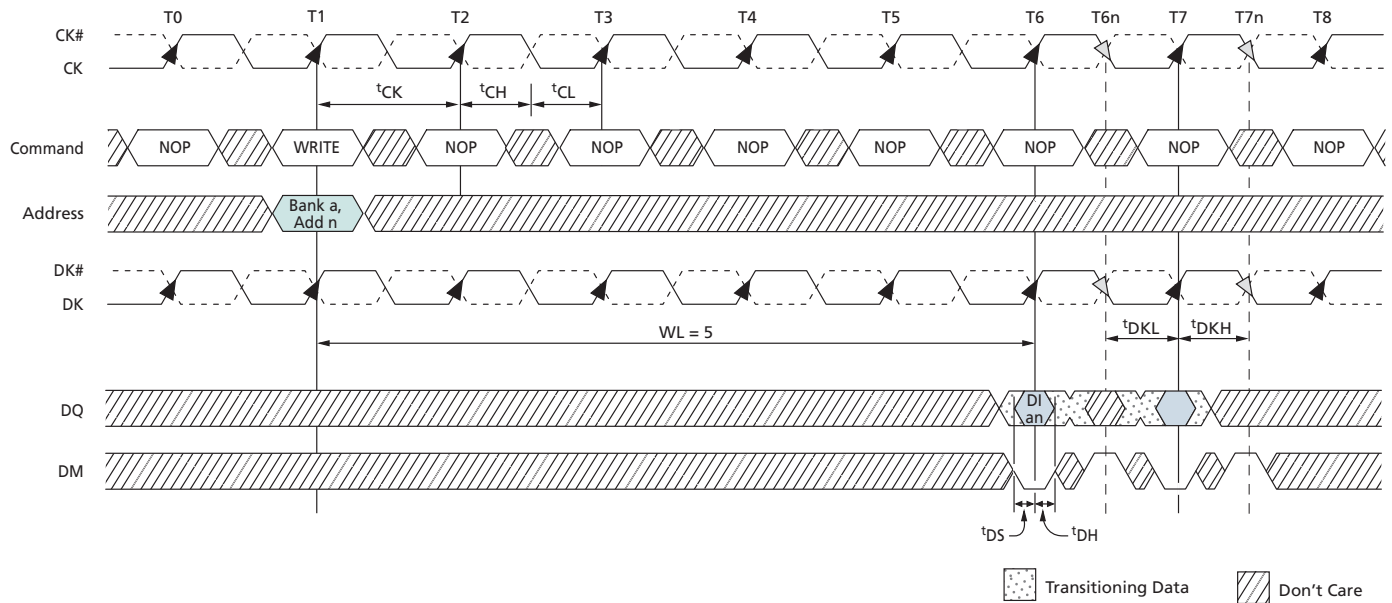 T0 T1 T2 T3 T4 T5 T6 T6n T7 T7n T8
CK#
CK
tCK tCH tCL
Command NOP WRITE NOP NOP NOP NOP NOP NOP NOP
Address Bank a,
Add n
DK#
DK
tDKL tDKH
WL = 5
DQ DI
an
DM
tDS tDH
Transitioning Data Don't Care